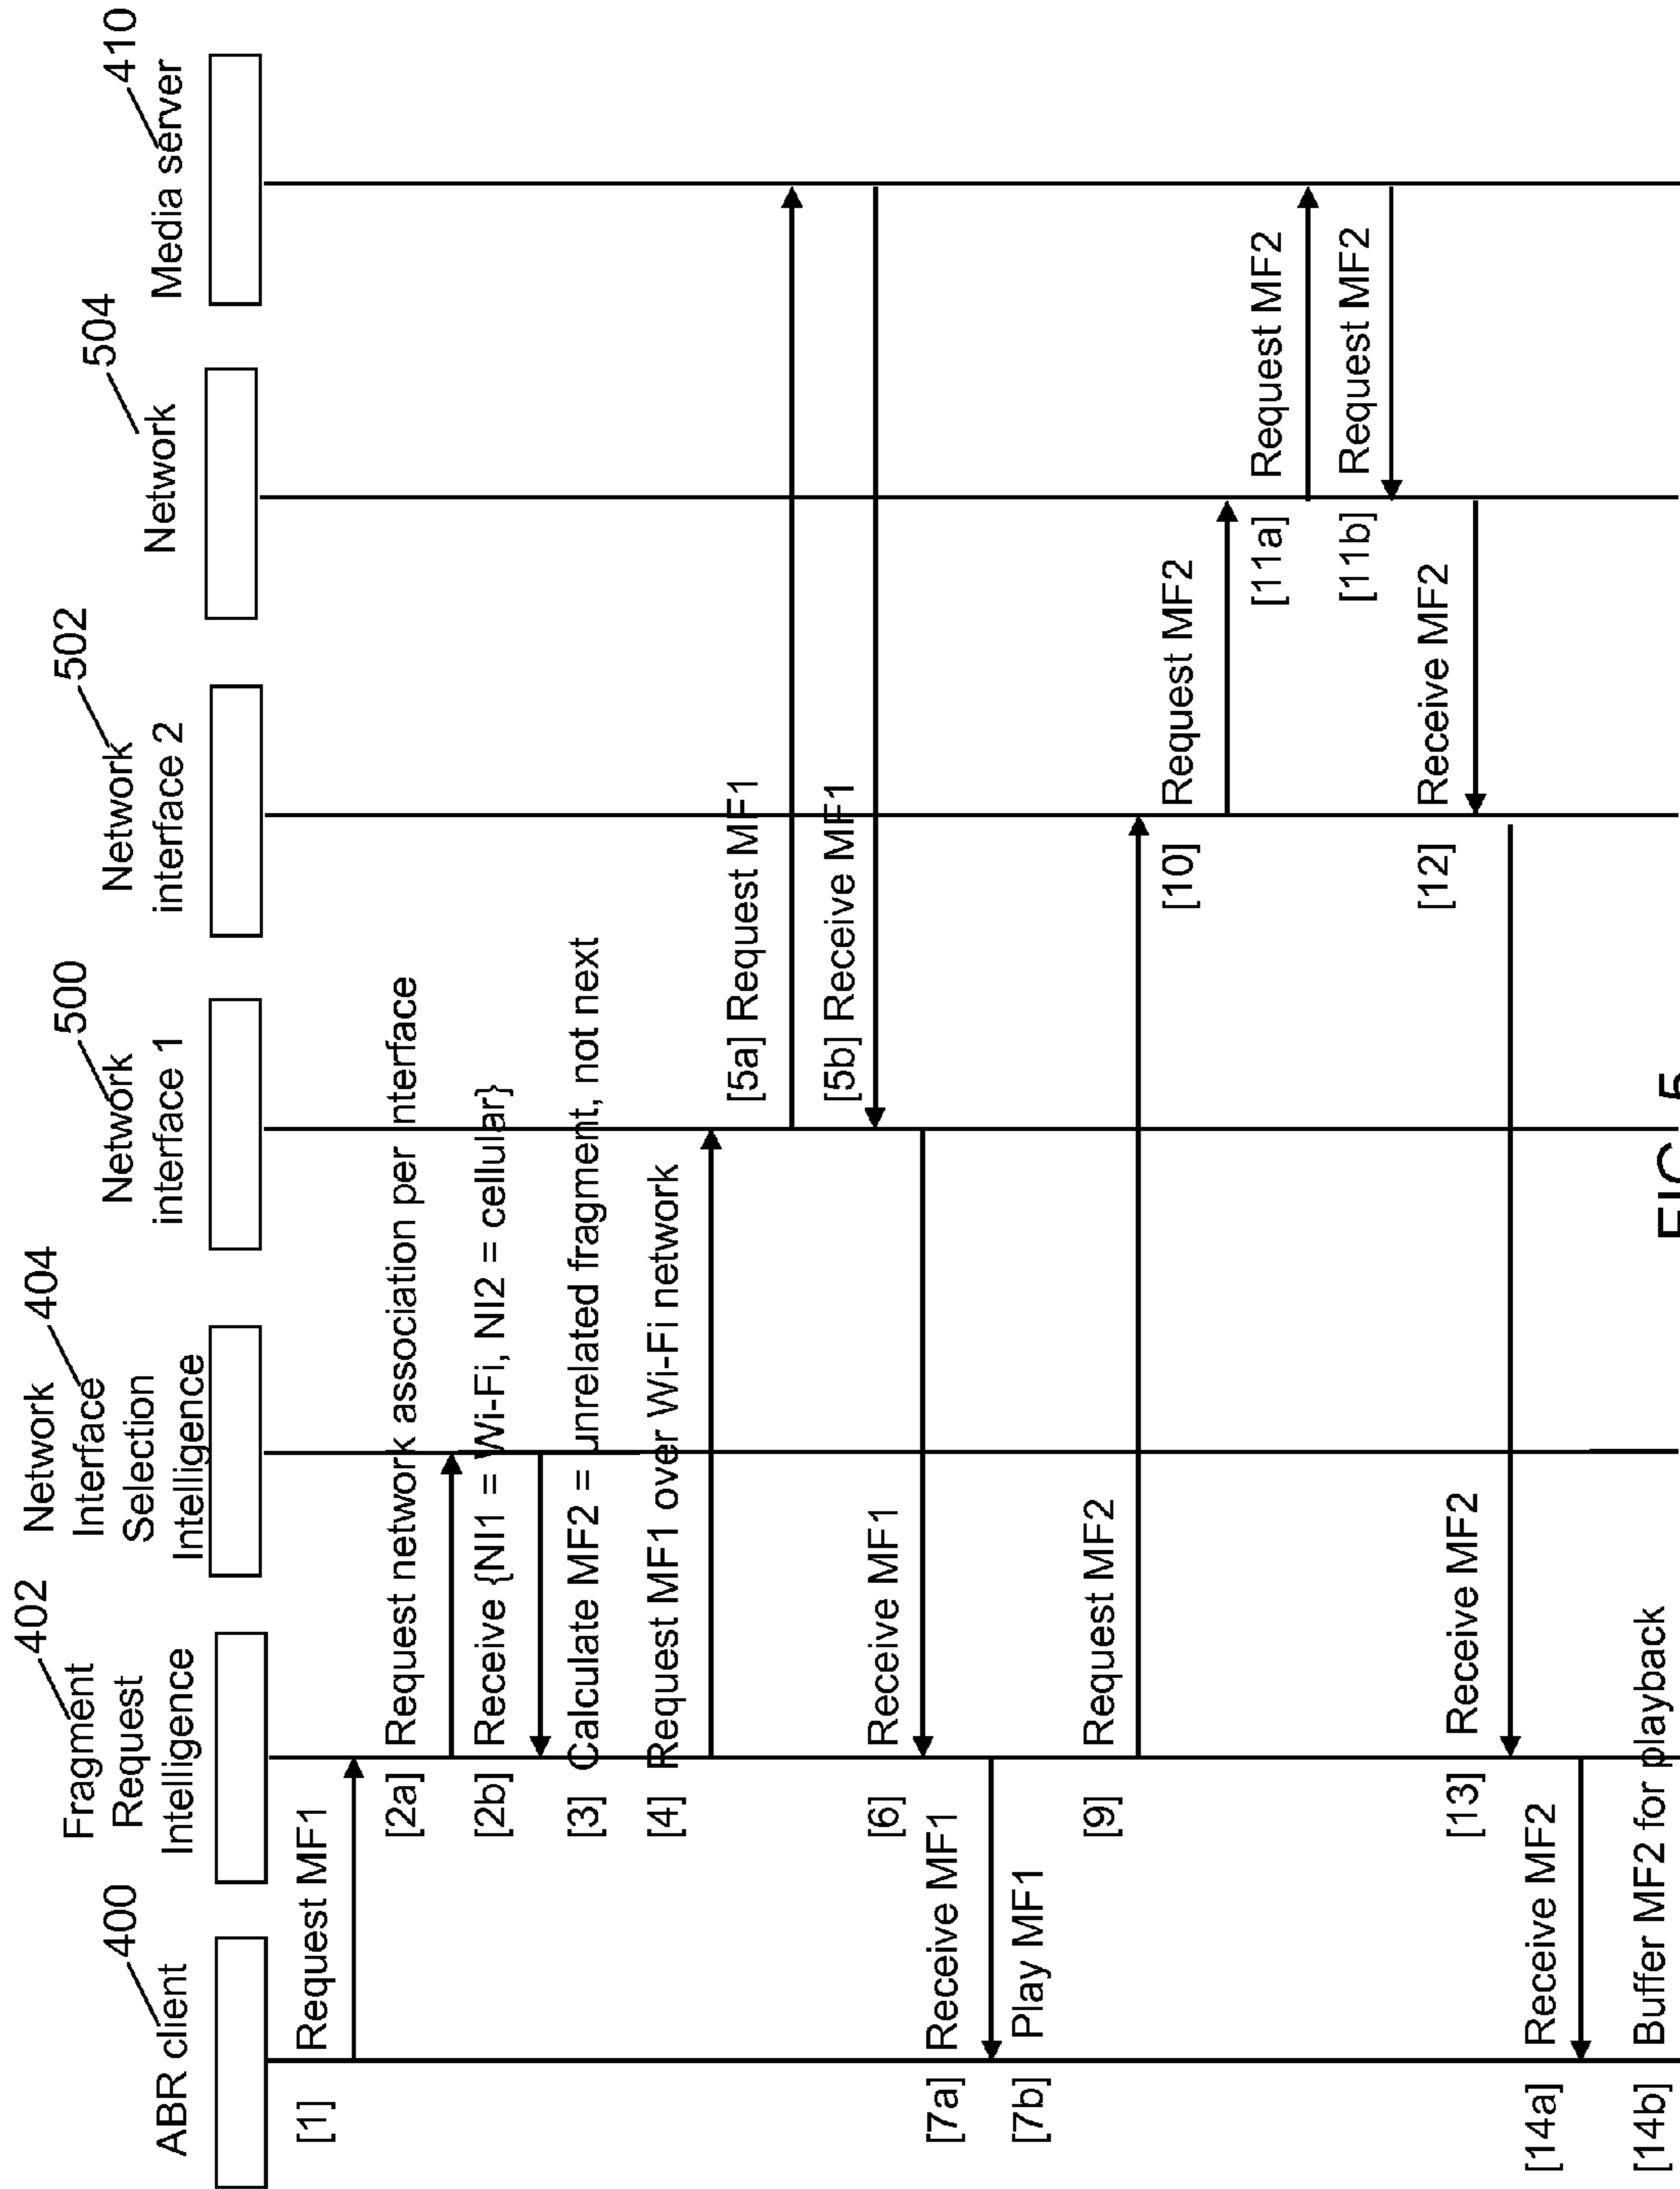 400
ABR client
402
Fragment
Request
Intelligence
404
Network
Interface
Selection
Intelligence
500
Network
interface 1
502
Network
interface 2
504
Network
410
Media server
[1] Request MF1
[2a] Request network association per interface
[2b] Receive {NI1 = Wi-Fi, NI2 = cellular}
[3] Calculate MF2 = unrelated fragment, not next
[4] Request MF1 over Wi-Fi network
[5a] Request MF1
[5b] Receive MF1
[6] Receive MF1
[7a] Receive MF1
[7b] Play MF1
[9] Request MF2
[10] Request MF2
[11a] Request MF2
[11b] Request MF2
[12] Receive MF2
[13] Receive MF2
[14a] Receive MF2
[14b] Buffer MF2 for playback
FIG. 5